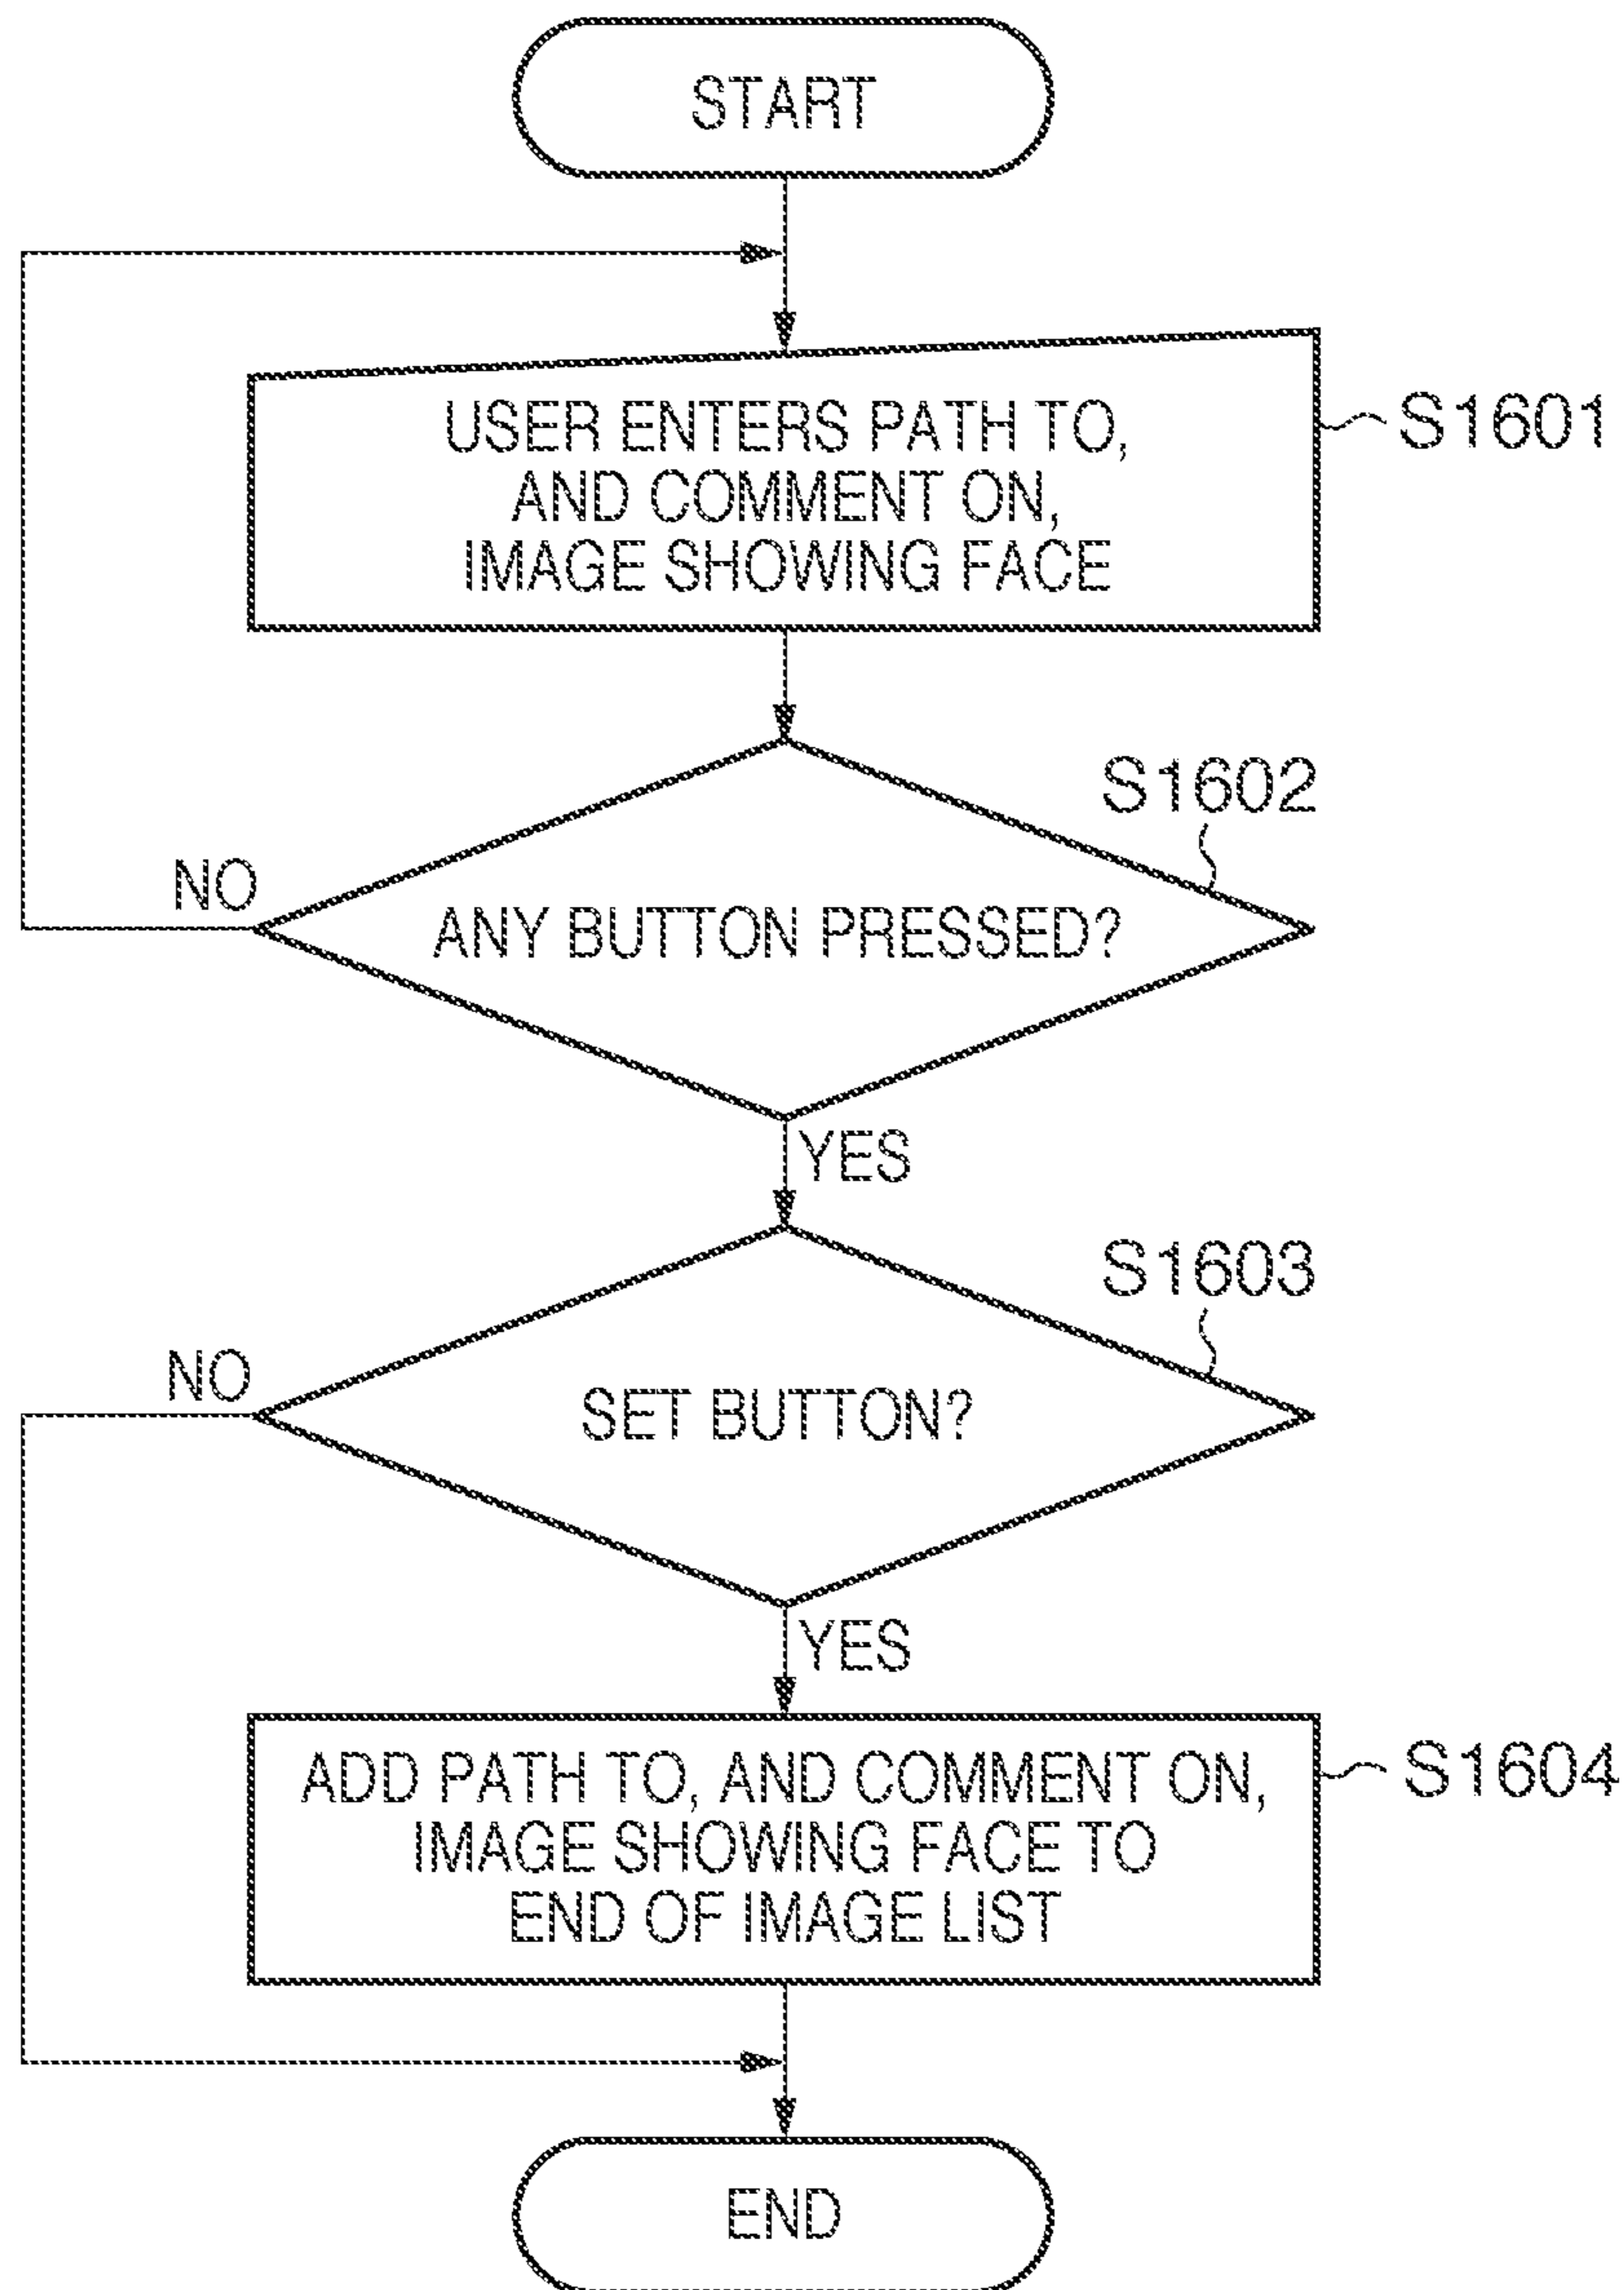 START
USER ENTERS PATH TO,
AND COMMENT ON,
IMAGE SHOWING FACE
S1601
S1602
NO
ANY BUTTON PRESSED?
YES
S1603
NO
SET BUTTON?
YES
ADD PATH TO, AND COMMENT ON,
IMAGE SHOWING FACE TO
END OF IMAGE LIST
S1604
END